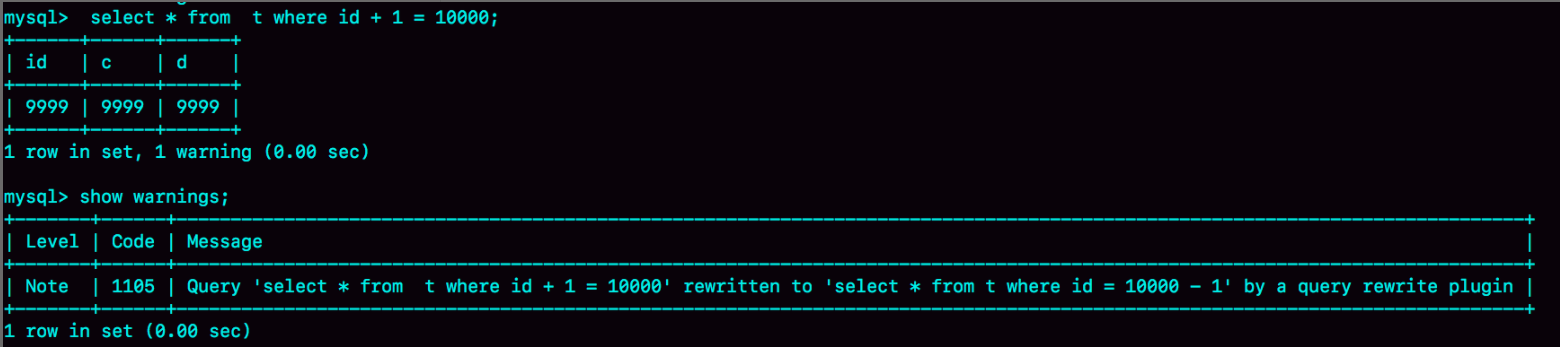 mysql>  select * from  t where id + 1 = 10000;
+------+------+------+
| id   | c    | d    |
+------+------+------+
| 9999 | 9999 | 9999 |
+------+------+------+
1 row in set, 1 warning (0.00 sec)
mysql> show warnings;
+-------+------+------------------------------------------------------------------------------------------------------------+
| Level | Code | Message                                                                                                    |
+-------+------+------------------------------------------------------------------------------------------------------------+
| Note  | 1105 | Query 'select * from  t where id + 1 = 10000' rewritten to 'select * from t where id = 10000 - 1' by a query rewrite plugin |
+-------+------+------------------------------------------------------------------------------------------------------------+
1 row in set (0.00 sec)